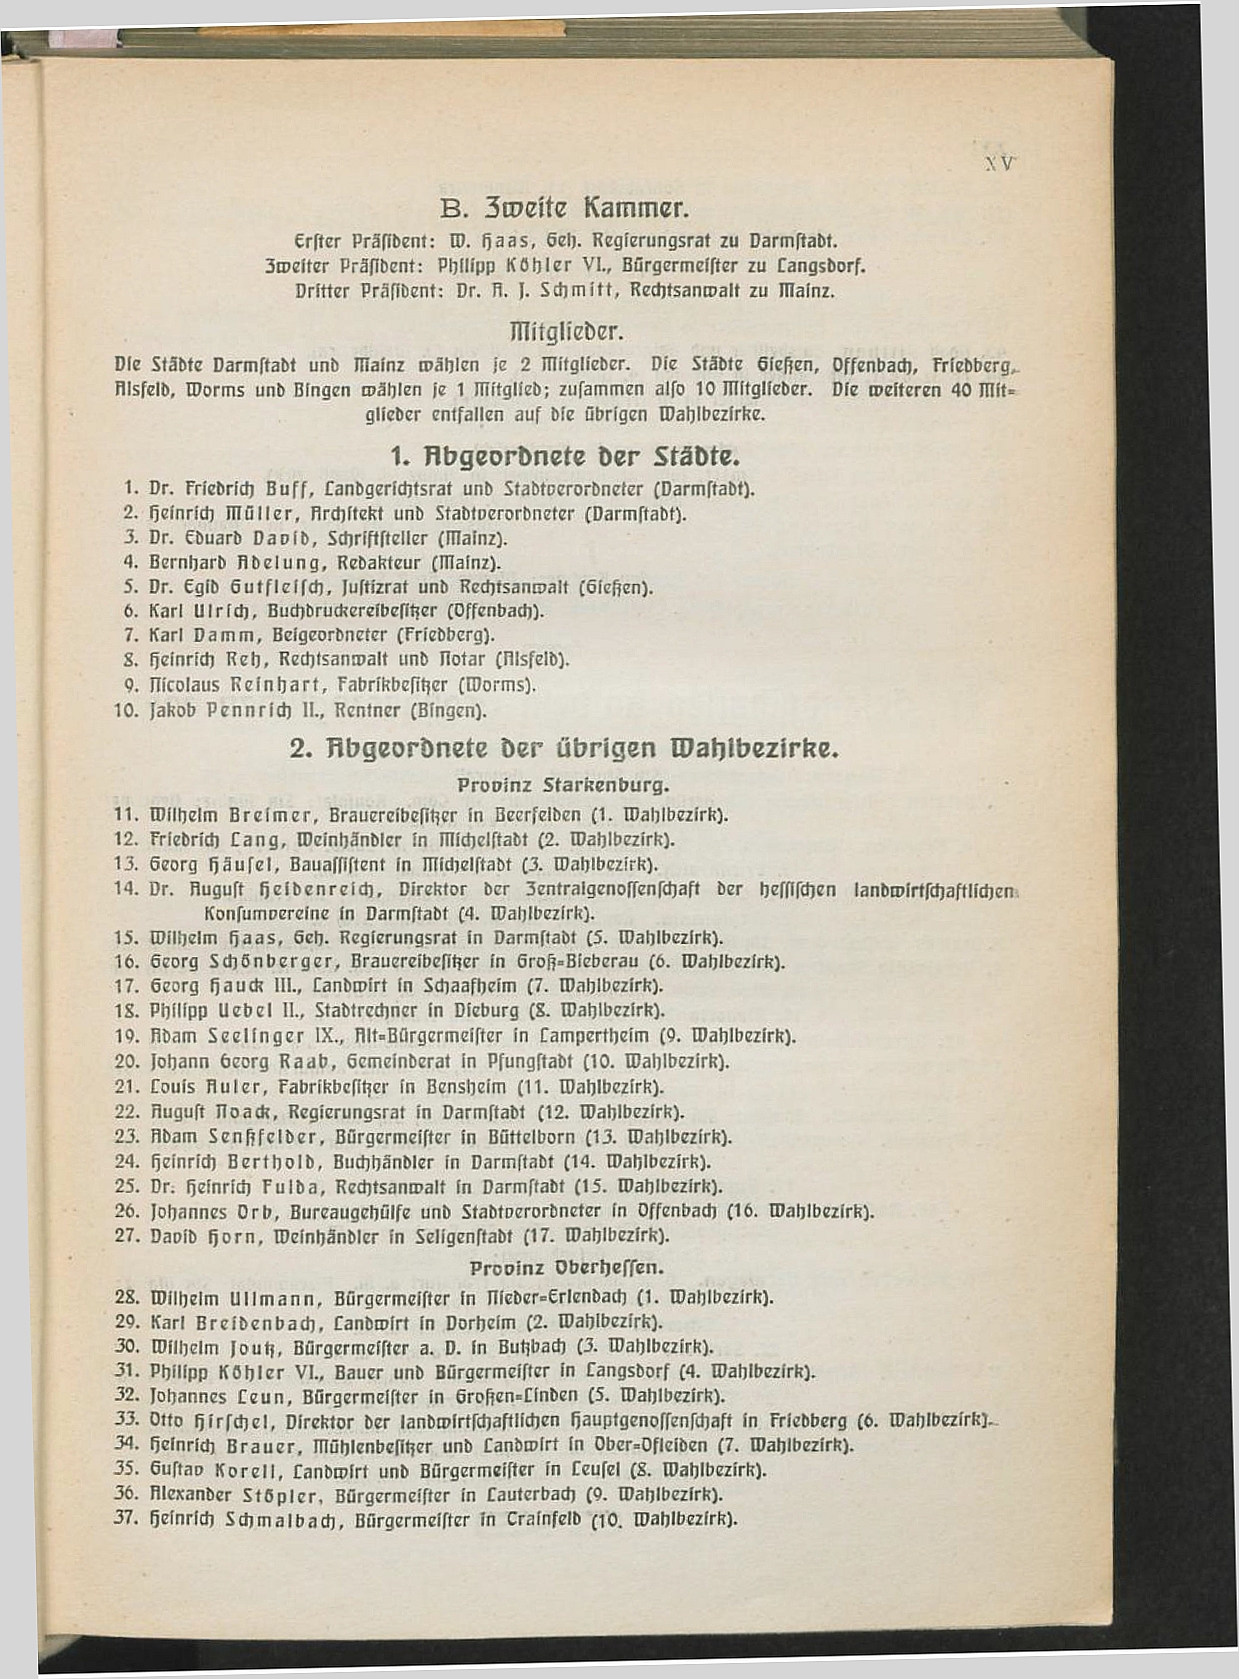 XV
B. Zweite Kammer.
Erster Präsident: W. Haas, Geh. Regierungsrat zu Darmstadt.
Zweiter Präsident: Philipp Köhler VI., Bürgermeister zu Langsdorf.
Dritter Präsident: Dr. A. J. Schmitt, Rechtsanwalt zu Mainz.
Mitglieder.
Die Städte Darmstadt und Mainz wählen je 2 Mitglieder. Die Städte Gießen, Offenbach, Friedberg,
Alsfeld, Worms und Bingen wählen je 1 Mitglied; zusammen also 10 Mitglieder. Die weiteren 40 Mit-
glieder entfallen auf die übrigen Wahlbezirke.
1. Abgeordnete der Städte.
1. Dr. Friedrich Buff, Landgerichtsrat und Stadtverordneter (Darmstadt).
2. Heinrich Müller, Architekt und Stadtverordneter (Darmstadt).
3. Dr. Eduard David, Schriftsteller (Mainz).
4. Bernhard Adelung, Redakteur (Mainz).
5. Dr. Egid Gutfleisch, Justizrat und Rechtsanwalt (Gießen).
6. Karl Ulrich, Buchdruckereibesitzer (Offenbach).
7. Karl Damm, Beigeordneter (Friedberg).
8. Heinrich Reh, Rechtsanwalt und Notar (Alsfeld).
9. Nicolaus Reinhart, Fabrikbesitzer (Worms).
10. Jakob Pennrich II., Rentner (Bingen).
2. Abgeordnete der übrigen Wahlbezirke.
Provinz Starkenburg.
11. Wilhelm Breimer, Brauereibesitzer in Beerfelden (1. Wahlbezirk).
12. Friedrich Lang, Weinhändler in Michelstadt (2. Wahlbezirk).
13. Georg Häusel, Bauassistent in Michelstadt (3. Wahlbezirk).
14. Dr. August Heidenreich, Direktor der Zentralgenossenschaft der hessischen landwirtschaftlichen
Konsumvereine in Darmstadt (4. Wahlbezirk).
15. Wilhelm Haas, Geh. Regierungsrat in Darmstadt (5. Wahlbezirk).
16. Georg Schönberger, Brauereibesitzer in Groß-Bieberau (6. Wahlbezirk).
17. Georg Hauck III., Landwirt in Schaafheim (7. Wahlbezirk).
18. Philipp Uebel II., Stadtrechner in Dieburg (8. Wahlbezirk).
19. Adam Seelinger IX., Alt-Bürgermeister in Lampertheim (9. Wahlbezirk).
20. Johann Georg Raab, Gemeinderat in Pfungstadt (10. Wahlbezirk).
21. Louis Auler, Fabrikbesitzer in Bensheim (11. Wahlbezirk).
22. August Noack, Regierungsrat in Darmstadt (12. Wahlbezirk).
23. Adam Senßfelder, Bürgermeister in Büttelborn (13. Wahlbezirk).
24. Heinrich Berthold, Buchhändler in Darmstadt (14. Wahlbezirk).
25. Dr. Heinrich Fulda, Rechtsanwalt in Darmstadt (15. Wahlbezirk).
26. Johannes Orb, Bureaugehülfe und Stadtverordneter in Offenbach (16. Wahlbezirk).
27. David Horn, Weinhändler in Seligenstadt (17. Wahlbezirk).
Provinz Oberhessen.
28. Wilhelm Ullmann, Bürgermeister in Nieder-Erlenbach (1. Wahlbezirk).
29. Karl Breidenbach, Landwirt in Dorheim (2. Wahlbezirk).
30. Wilhelm Joutz, Bürgermeister a. D. in Butzbach (3. Wahlbezirk).
31. Philipp Köhler VI., Bauer und Bürgermeister in Langsdorf (4. Wahlbezirk).
32. Johannes Leun, Bürgermeister in Großen-Linden (5. Wahlbezirk).
33. Otto Hirschel, Direktor der landwirtschaftlichen Hauptgenossenschaft in Friedberg (6. Wahlbezirk).
34. Heinrich Brauer, Mühlenbesitzer und Landwirt in Ober-Ofleiden (7. Wahlbezirk).
35. Gustav Korell, Landwirt und Bürgermeister in Leusel (8. Wahlbezirk).
36. Alexander Stöpler, Bürgermeister in Lauterbach (9. Wahlbezirk).
37. Heinrich Schmalbach, Bürgermeister in Crainfeld (10. Wahlbezirk).